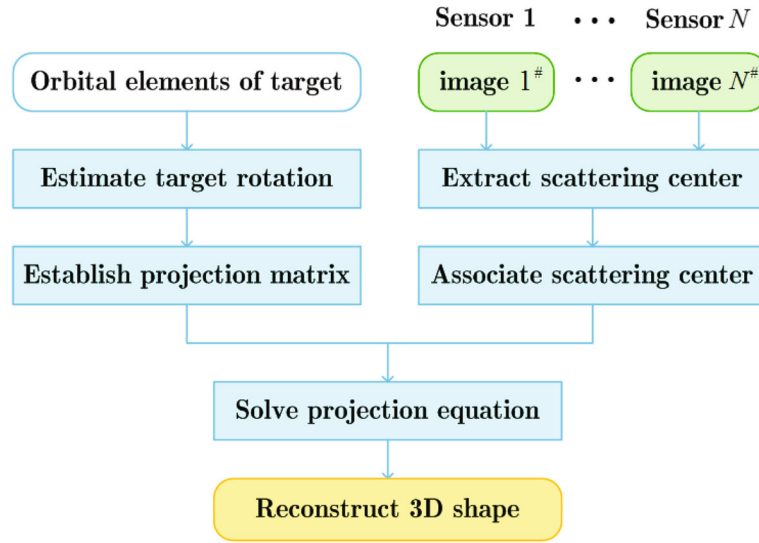 Sensor 1 ··· Sensor N
Orbital elements of target
image 1# ··· image N#
Estimate target rotation
Extract scattering center
Establish projection matrix
Associate scattering center
Solve projection equation
Reconstruct 3D shape